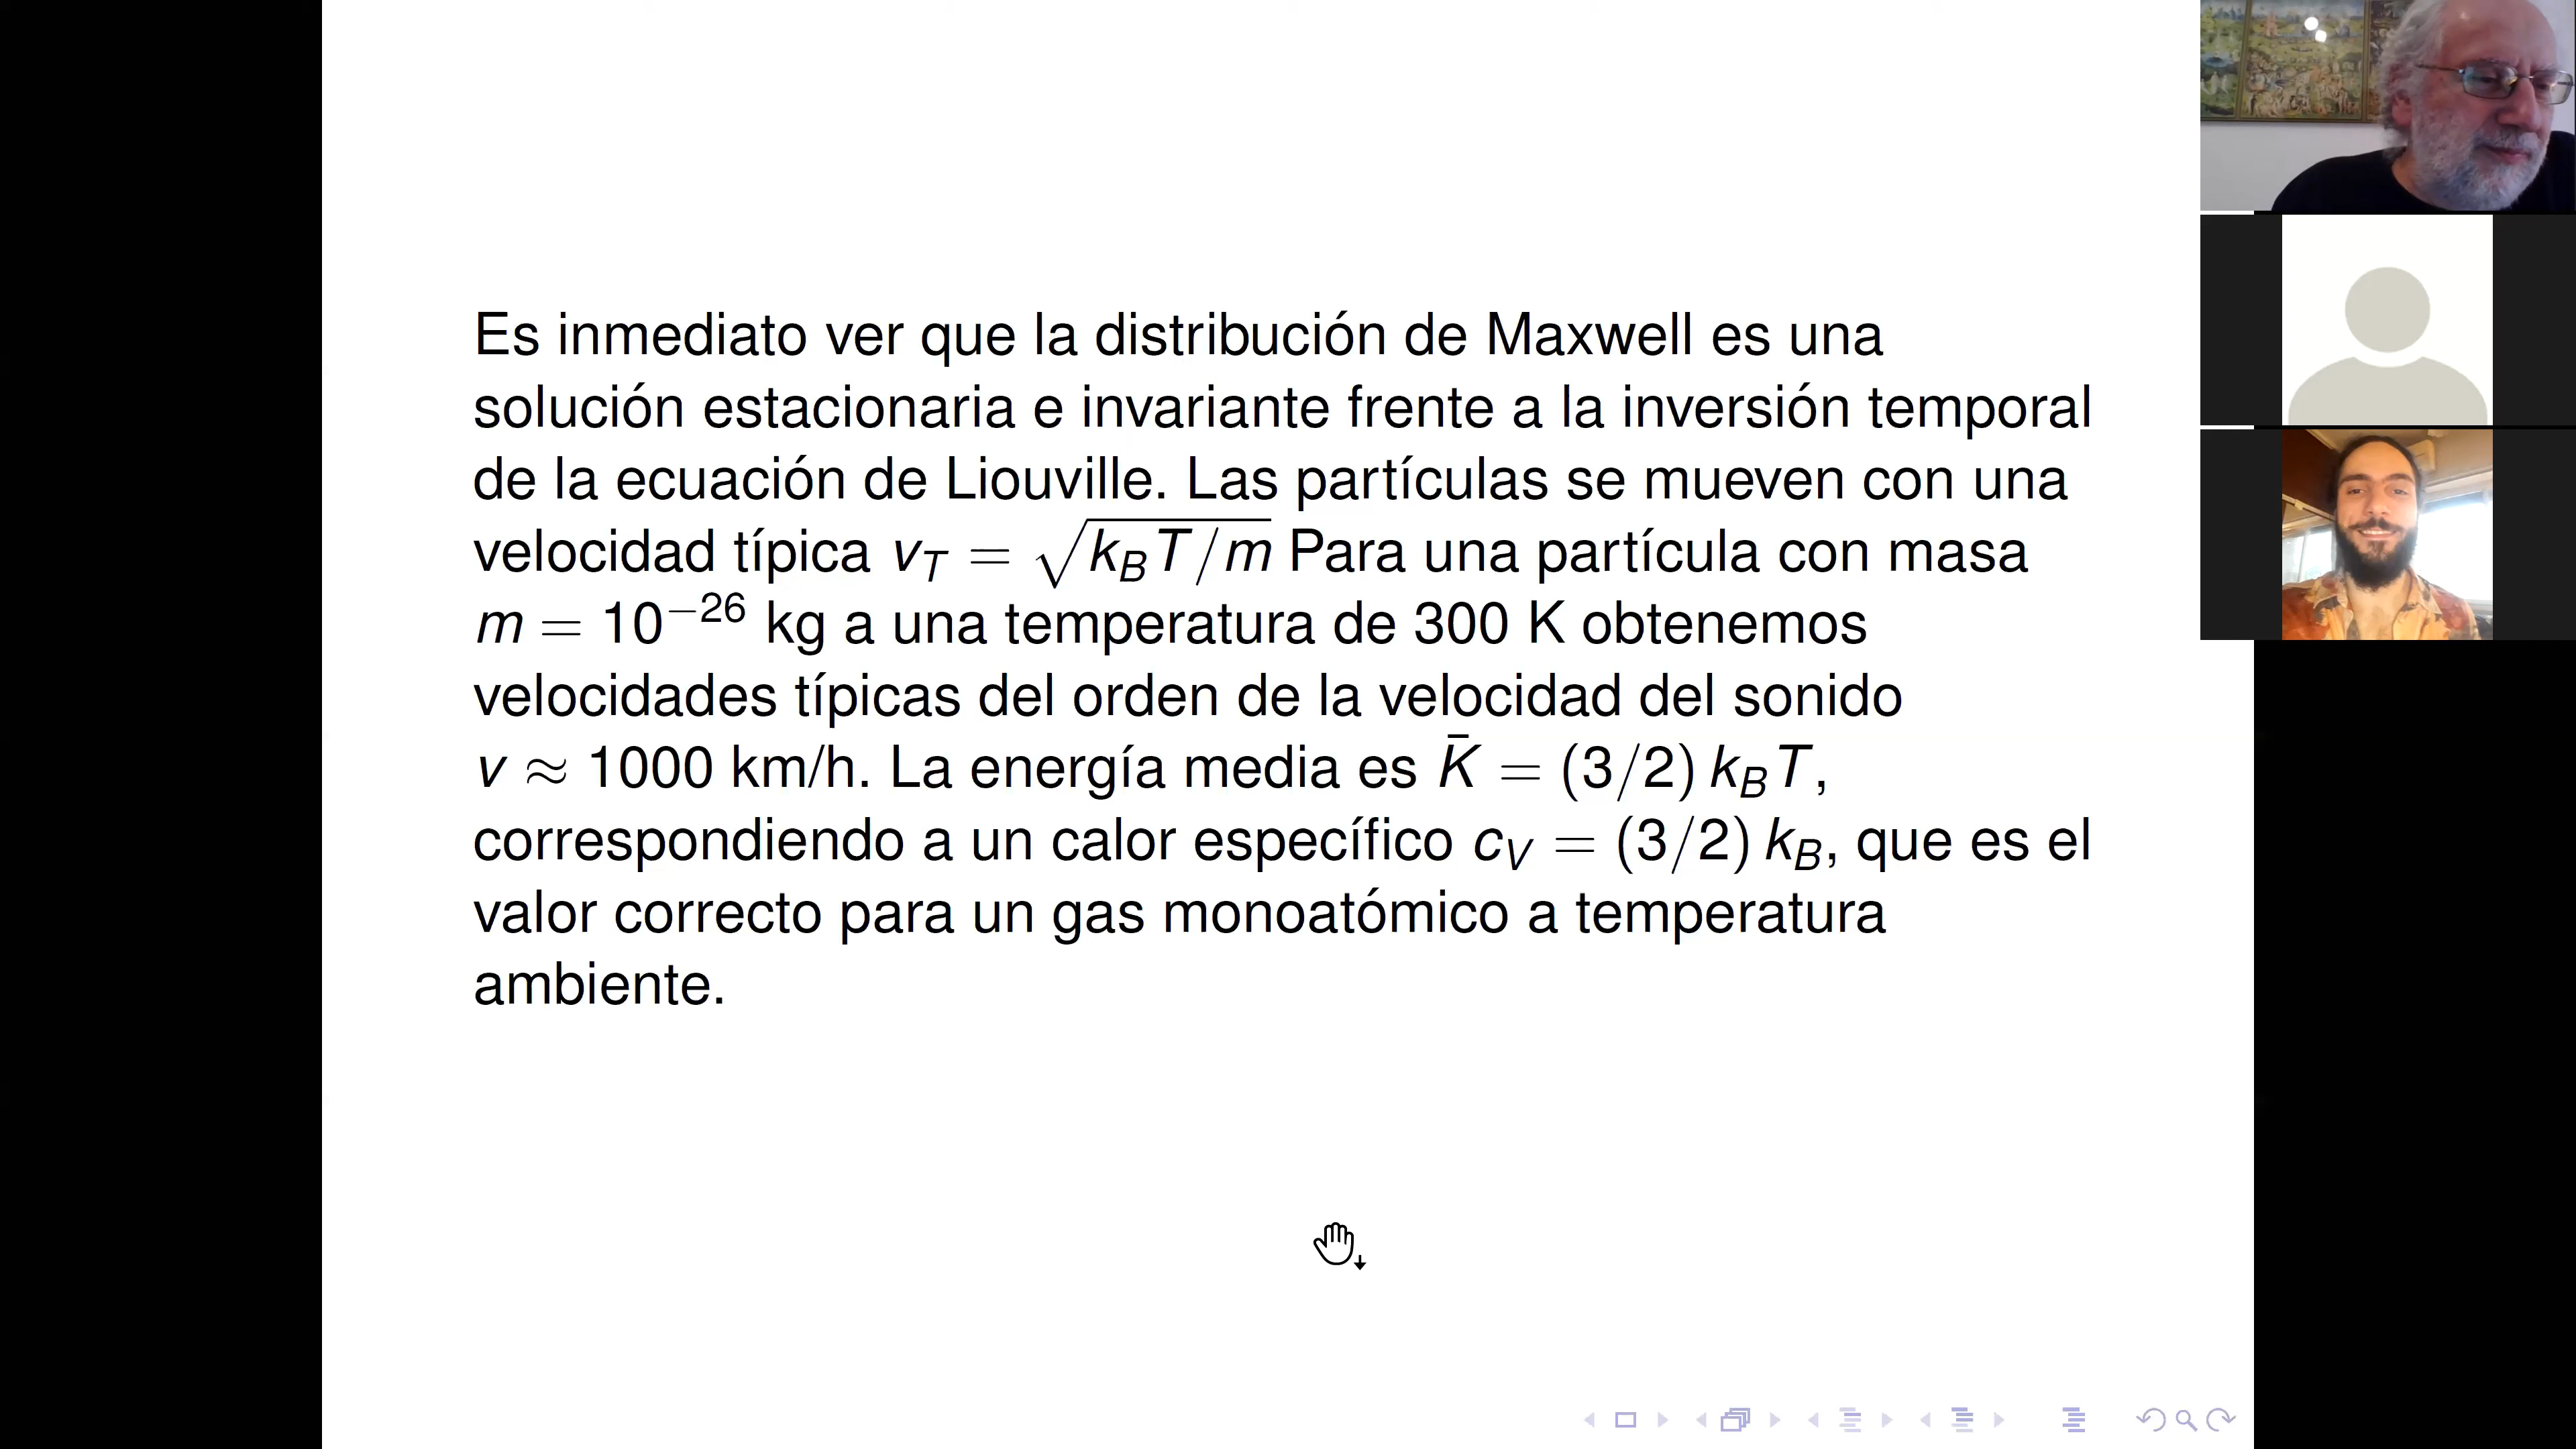 Es inmediato ver que la distribución de Maxwell es una
solución estacionaria e invariante frente a la inversión temporal
de la ecuación de Liouville. Las partículas se mueven con una
velocidad típica v_T = √(k_B T/m) Para una partícula con masa
m = 10⁻²⁶ kg a una temperatura de 300 K obtenemos
velocidades típicas del orden de la velocidad del sonido
v ≈ 1000 km/h. La energía media es K̄ = (3/2) k_B T,
correspondiendo a un calor específico c_V = (3/2) k_B, que es el
valor correcto para un gas monoatómico a temperatura
ambiente.